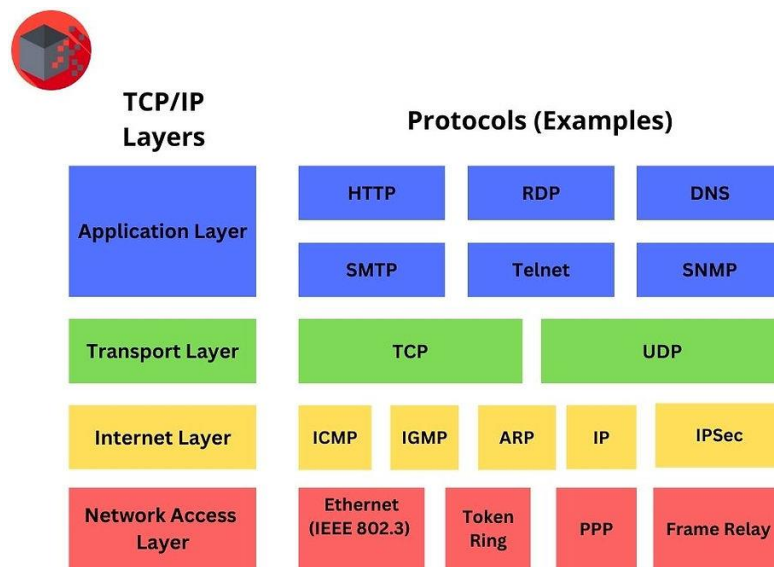 TCP/IP
Layers
Protocols (Examples)
Application Layer
HTTP
RDP
DNS
SMTP
Telnet
SNMP
Transport Layer
TCP
UDP
Internet Layer
ICMP
IGMP
ARP
IP
IPSec
Network Access
Layer
Ethernet
(IEEE 802.3)
Token
Ring
PPP
Frame Relay